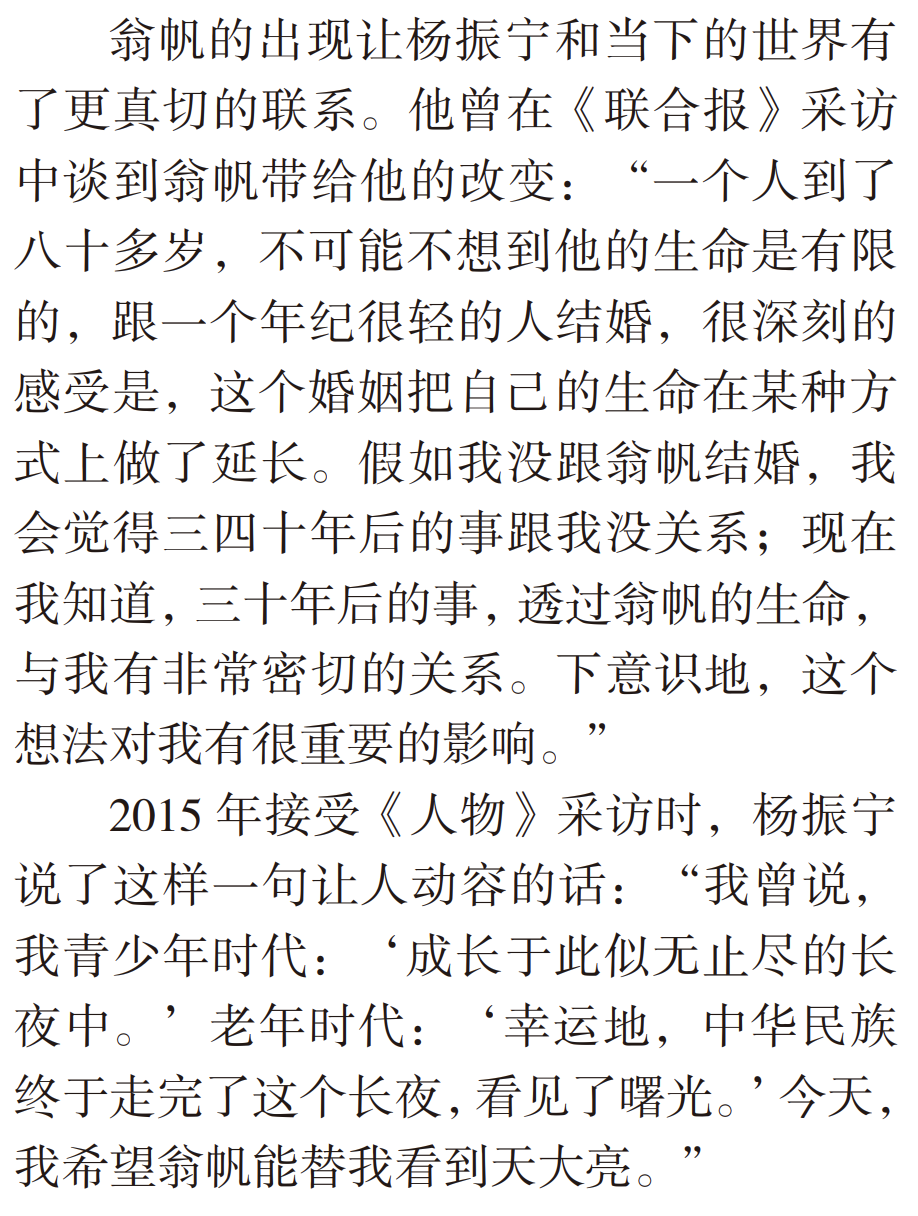 翁帆的出现让杨振宁和当下的世界有
了更真切的联系。他曾在《联合报》采访
中谈到翁帆带给他的改变：“一个人到了
八十多岁，不可能不想到他的生命是有限
的，跟一个年纪很轻的人结婚，很深刻的
感受是，这个婚姻把自己的生命在某种方
式上做了延长。假如我没跟翁帆结婚，我
会觉得三四十年后的事跟我没关系；现在
我知道，三十年后的事，透过翁帆的生命，
与我有非常密切的关系。下意识地，这个
想法对我有很重要的影响。”
2015 年接受《人物》采访时，杨振宁
说了这样一句让人动容的话：“我曾说，
我青少年时代：‘成长于此似无止尽的长
夜中。’老年时代：‘幸运地，中华民族
终于走完了这个长夜，看见了曙光。’今天，
我希望翁帆能替我看到天大亮。”